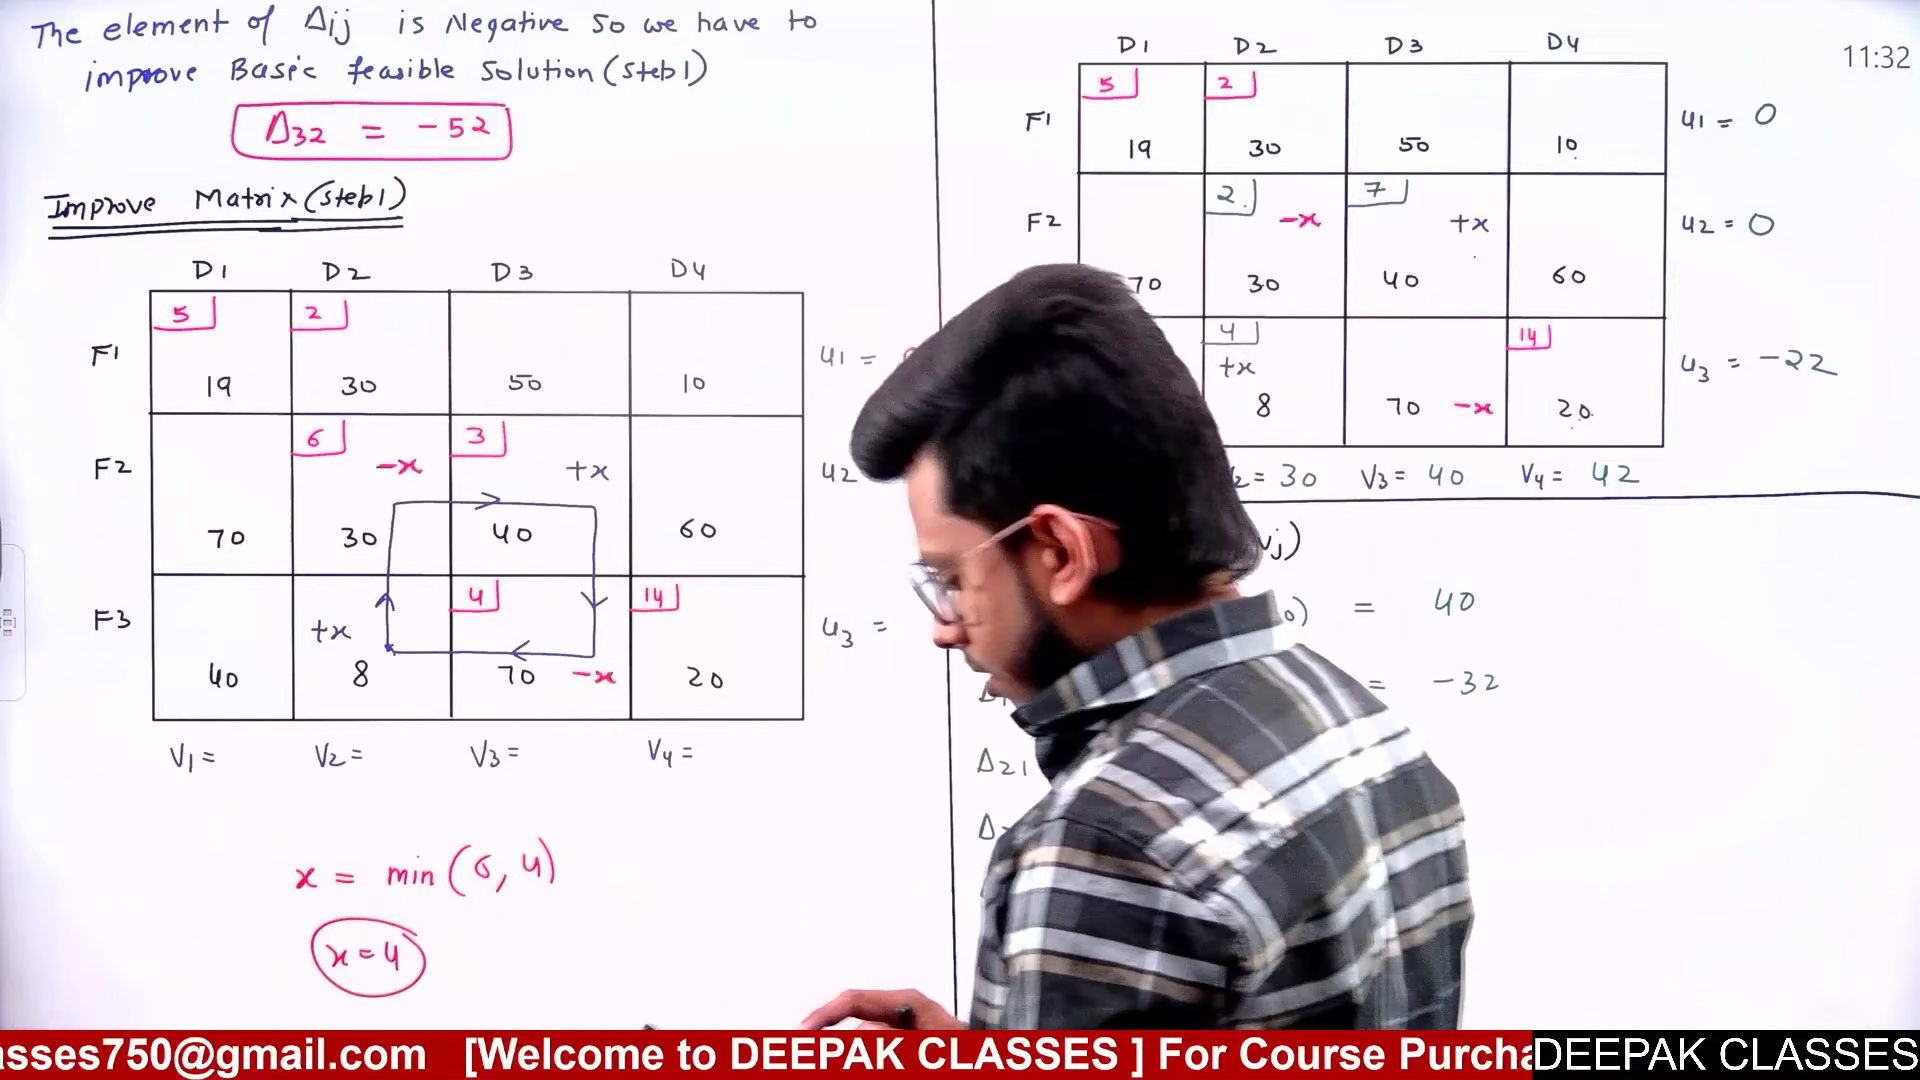 The element of Δij is Negative so we have to
improve Basic feasible solution (steb1)
Δ32 = -52
Improve Matrix (steb1)
D1 D2 D3 D4
5 2
F1
19 30 50 10
u1 =
6 3
F2 -x +x
u2
70 30 40 60
4 14
F3 +x
u3 =
40 8 70 -x 20
V1 = V2 = V3 = V4 =
x = min (6, 4)
x = 4
11:32
D1 D2 D3 D4
5 2
F1 u1 = 0
19 30 50 10
2 7
F2 -x +x u2 = 0
70 30 40 60
4 14
+x u3 = -22
8 70 -x 20
= 30 V3 = 40 V4 = 42
vj)
) = 40
= -32
Δ21
Δ
asses750@gmail.com [Welcome to DEEPAK CLASSES ] For Course Purcha
DEEPAK CLASSES